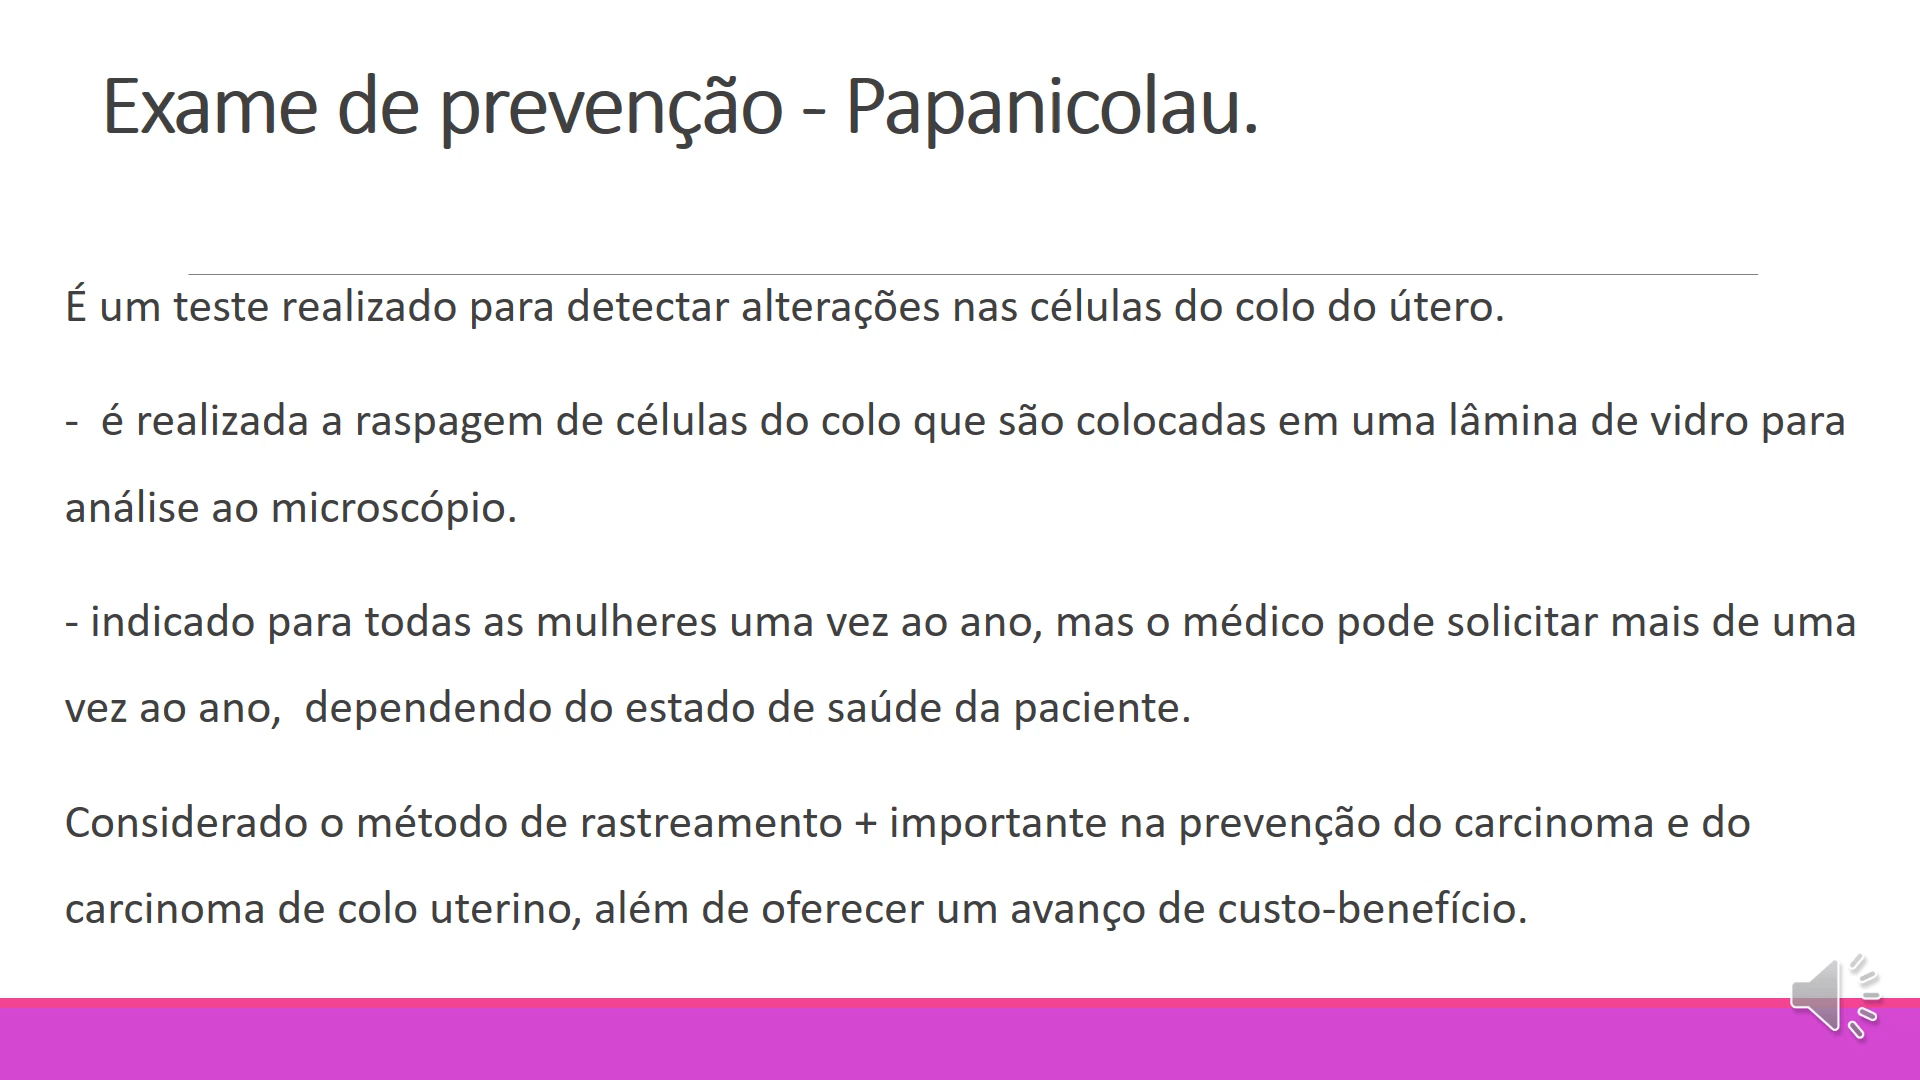 Exame de prevenção - Papanicolau.
É um teste realizado para detectar alterações nas células do colo do útero.
-  é realizada a raspagem de células do colo que são colocadas em uma lâmina de vidro para
análise ao microscópio.
- indicado para todas as mulheres uma vez ao ano, mas o médico pode solicitar mais de uma
vez ao ano,  dependendo do estado de saúde da paciente.
Considerado o método de rastreamento + importante na prevenção do carcinoma e do
carcinoma de colo uterino, além de oferecer um avanço de custo-benefício.